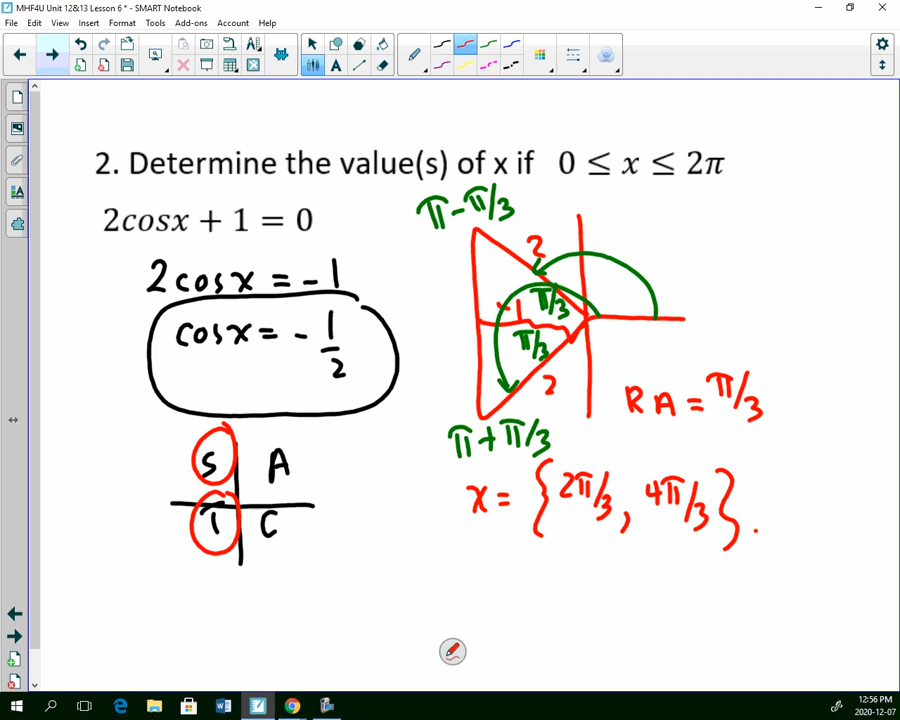 MHF4U Unit 12&13 Lesson 6 * - SMART Notebook
File Edit View Insert Format Tools Add-ons Account Help
2. Determine the value(s) of x if 0 ≤ x ≤ 2π
2cosx + 1 = 0
π - π/3
2cosx = -1
cosx = - 1/2
2
π/3
-1
π/3
2
RA = π/3
π + π/3
S A
T C
x = { 2π/3, 4π/3 }.
12:56 PM
2020-12-07